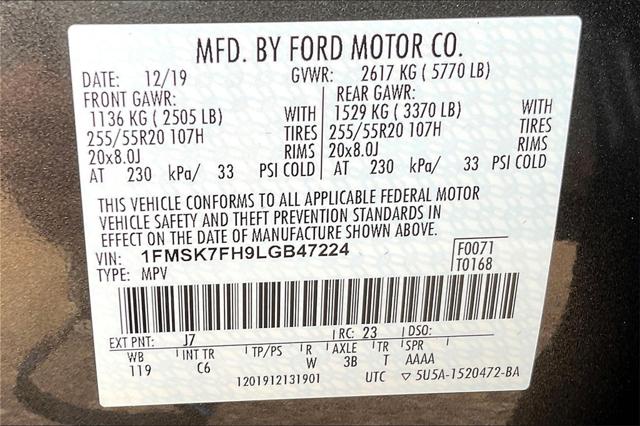 MFD. BY FORD MOTOR CO.
DATE: 12/19 GVWR: 2617 KG ( 5770 LB)
FRONT GAWR: REAR GAWR:
1136 KG ( 2505 LB) WITH 1529 KG ( 3370 LB) WITH
255/55R20 107H TIRES 255/55R20 107H TIRES
20x8.0J RIMS 20x8.0J RIMS
AT 230 kPa/ 33 PSI COLD AT 230 kPa/ 33 PSI COLD
THIS VEHICLE CONFORMS TO ALL APPLICABLE FEDERAL MOTOR
VEHICLE SAFETY AND THEFT PREVENTION STANDARDS IN
EFFECT ON THE DATE OF MANUFACTURE SHOWN ABOVE.
VIN: 1FMSK7FH9LGB47224 F0071
TYPE: MPV T0168
EXT PNT: J7 RC: 23 DSO:
WB INT TR TP/PS R AXLE TR SPR
119 C6 W 3B T AAAA
1201912131901 UTC ▽ 5U5A-1520472-BA